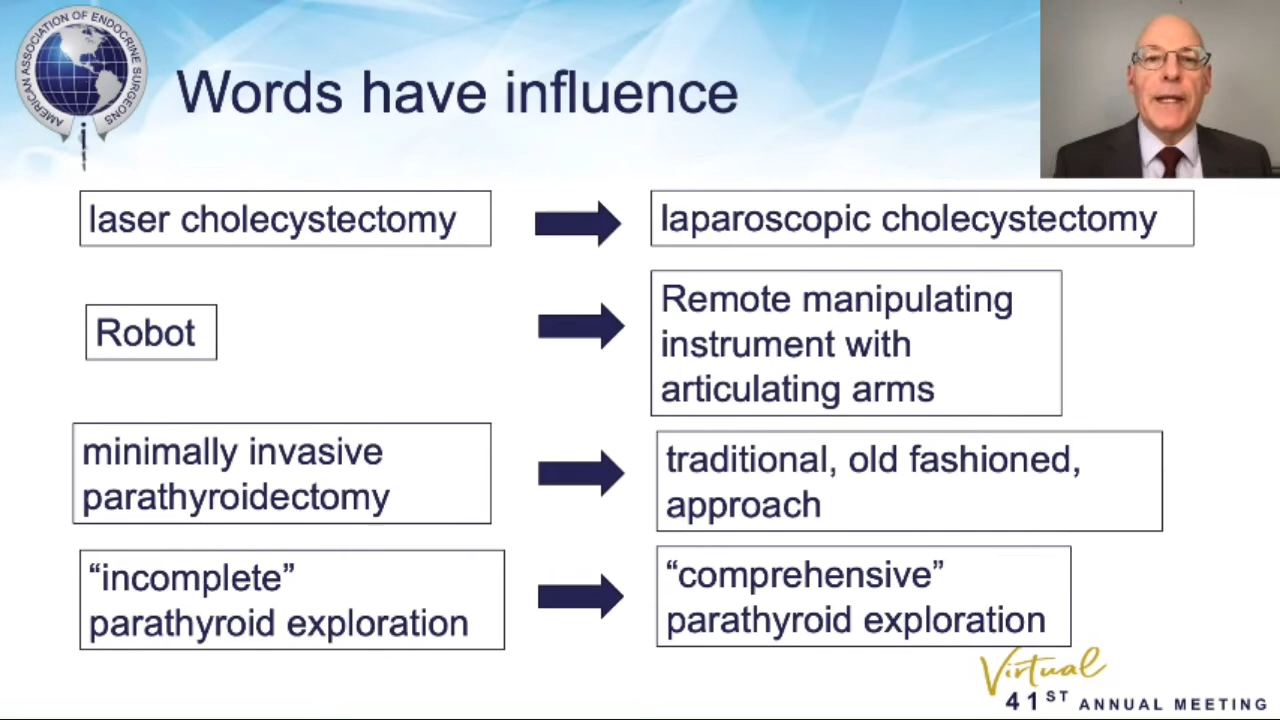 AMERICAN ASSOCIATION OF ENDOCRINE SURGEONS
Words have influence
laser cholecystectomy
laparoscopic cholecystectomy
Robot
Remote manipulating
instrument with
articulating arms
minimally invasive
parathyroidectomy
traditional, old fashioned,
approach
“incomplete”
parathyroid exploration
“comprehensive”
parathyroid exploration
Virtual
41ST ANNUAL MEETING